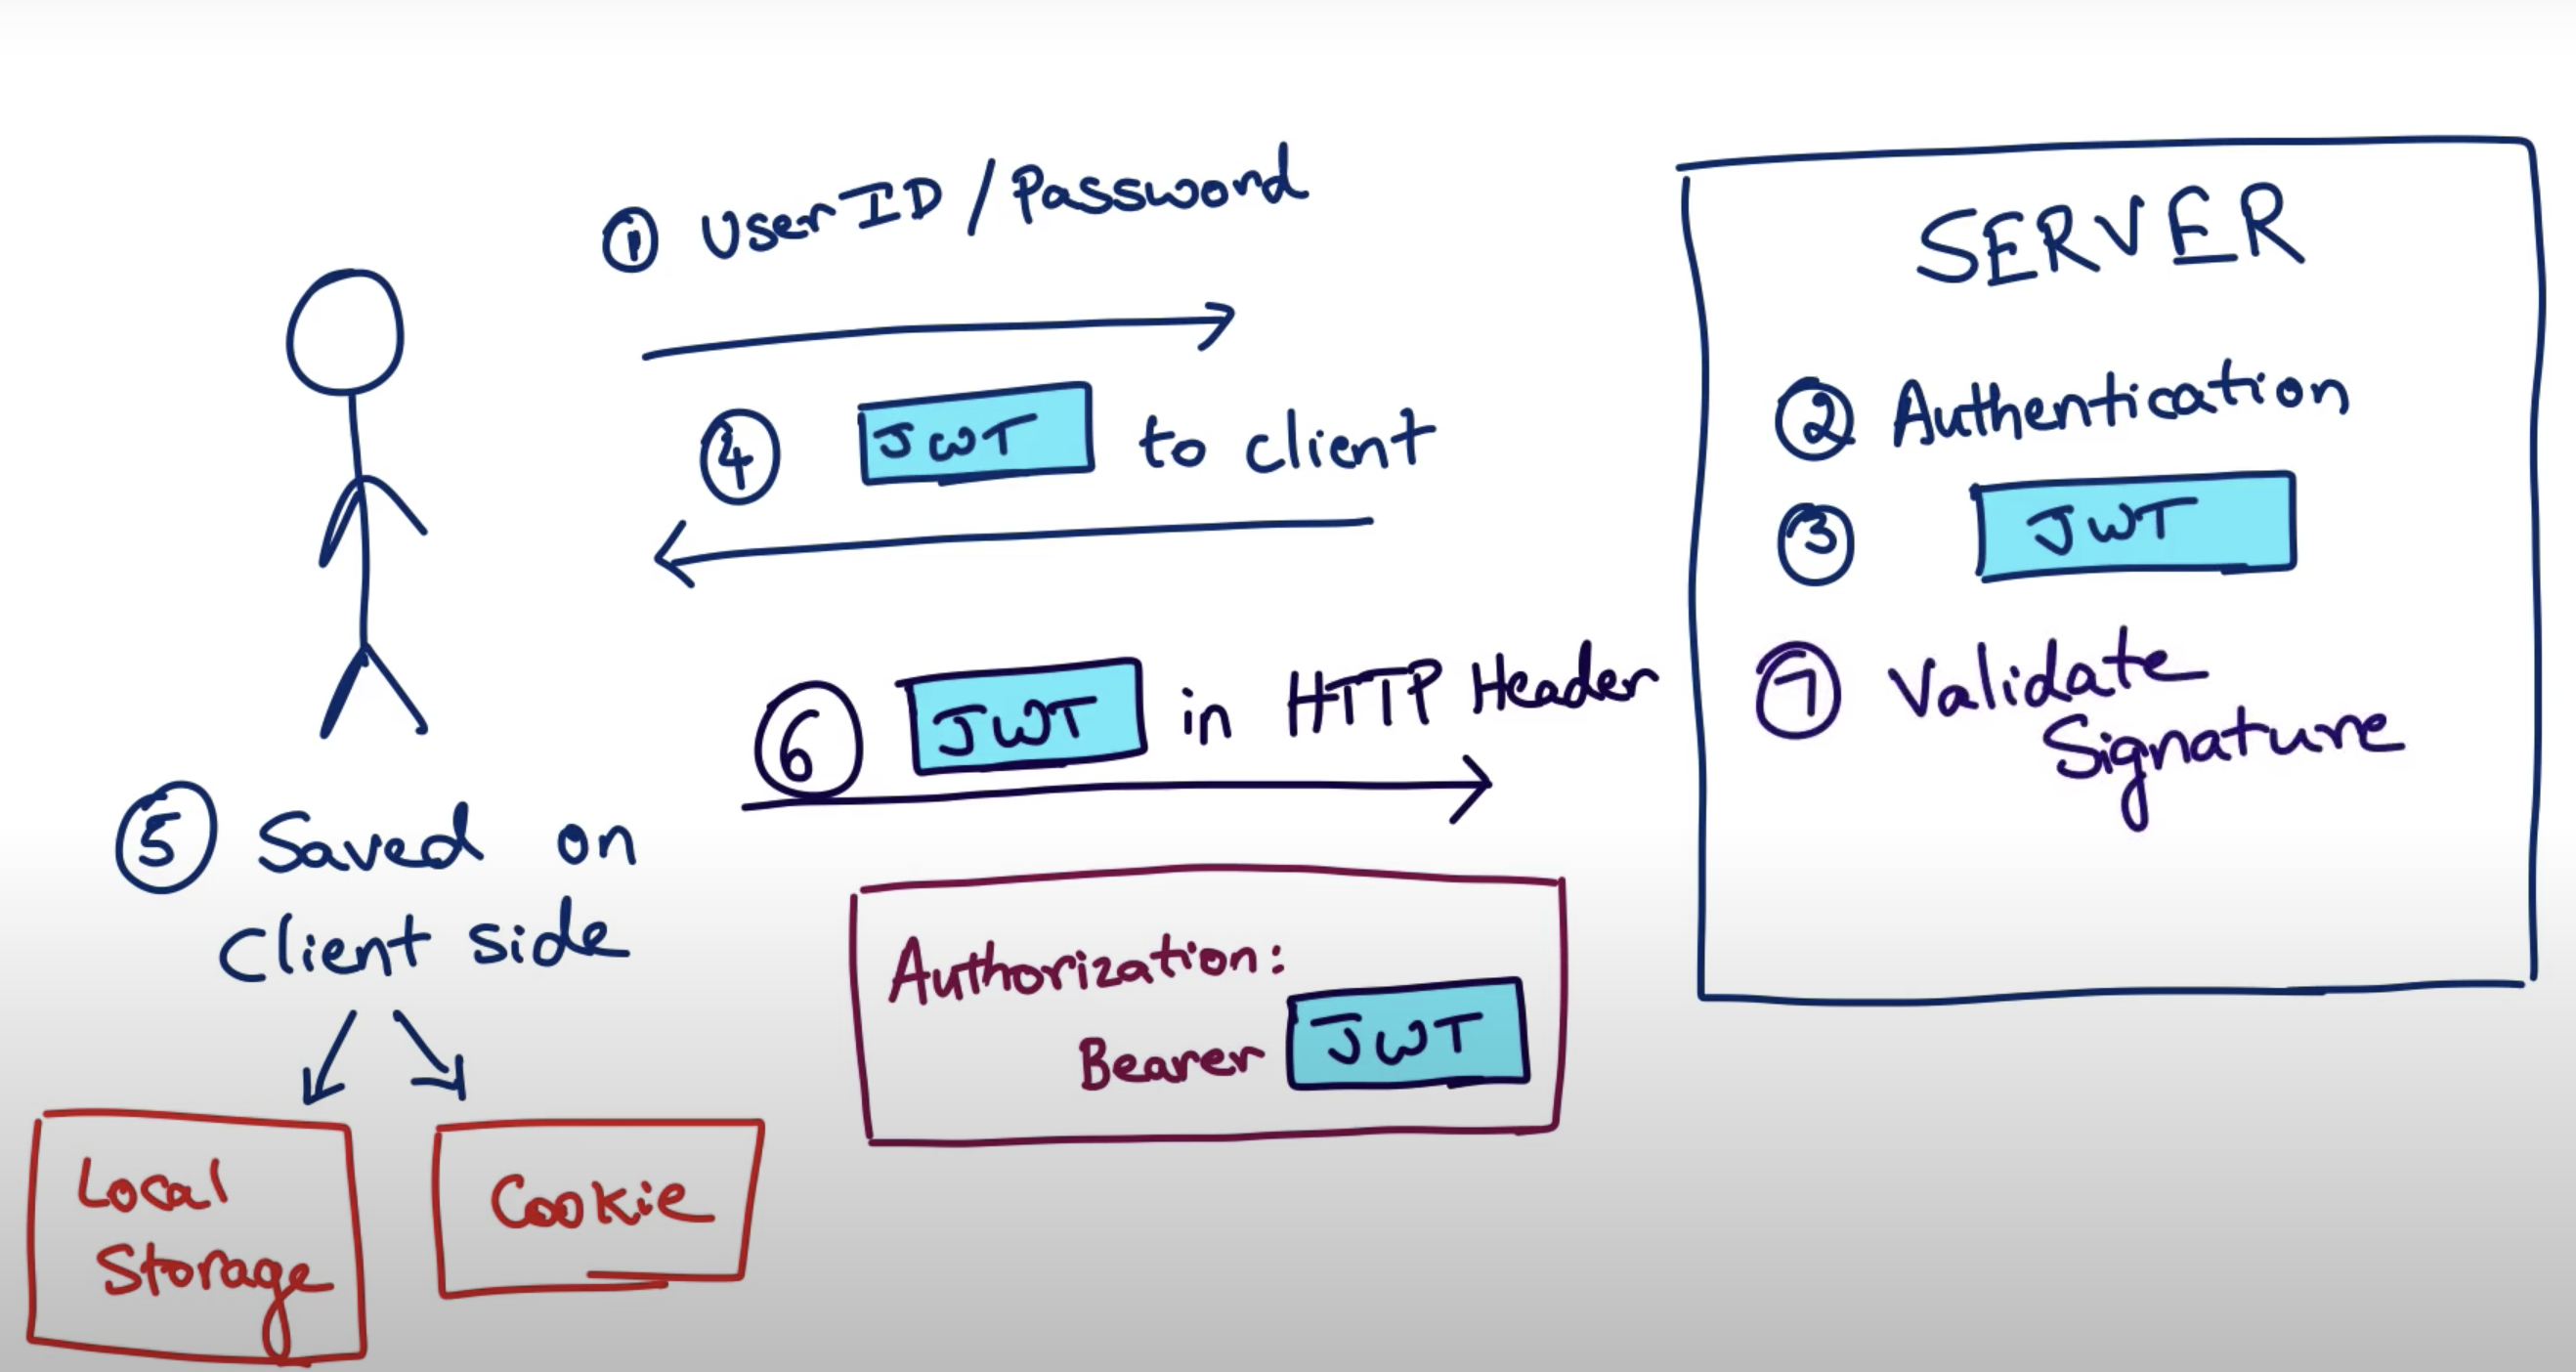 ① UserID / Password
④ JWT to client
⑥ JWT in HTTP Header
Authorization:
Bearer JWT
⑤ Saved on
Client side
Local
Storage
Cookie
SERVER
② Authentication
③ JWT
⑦ Validate
Signature